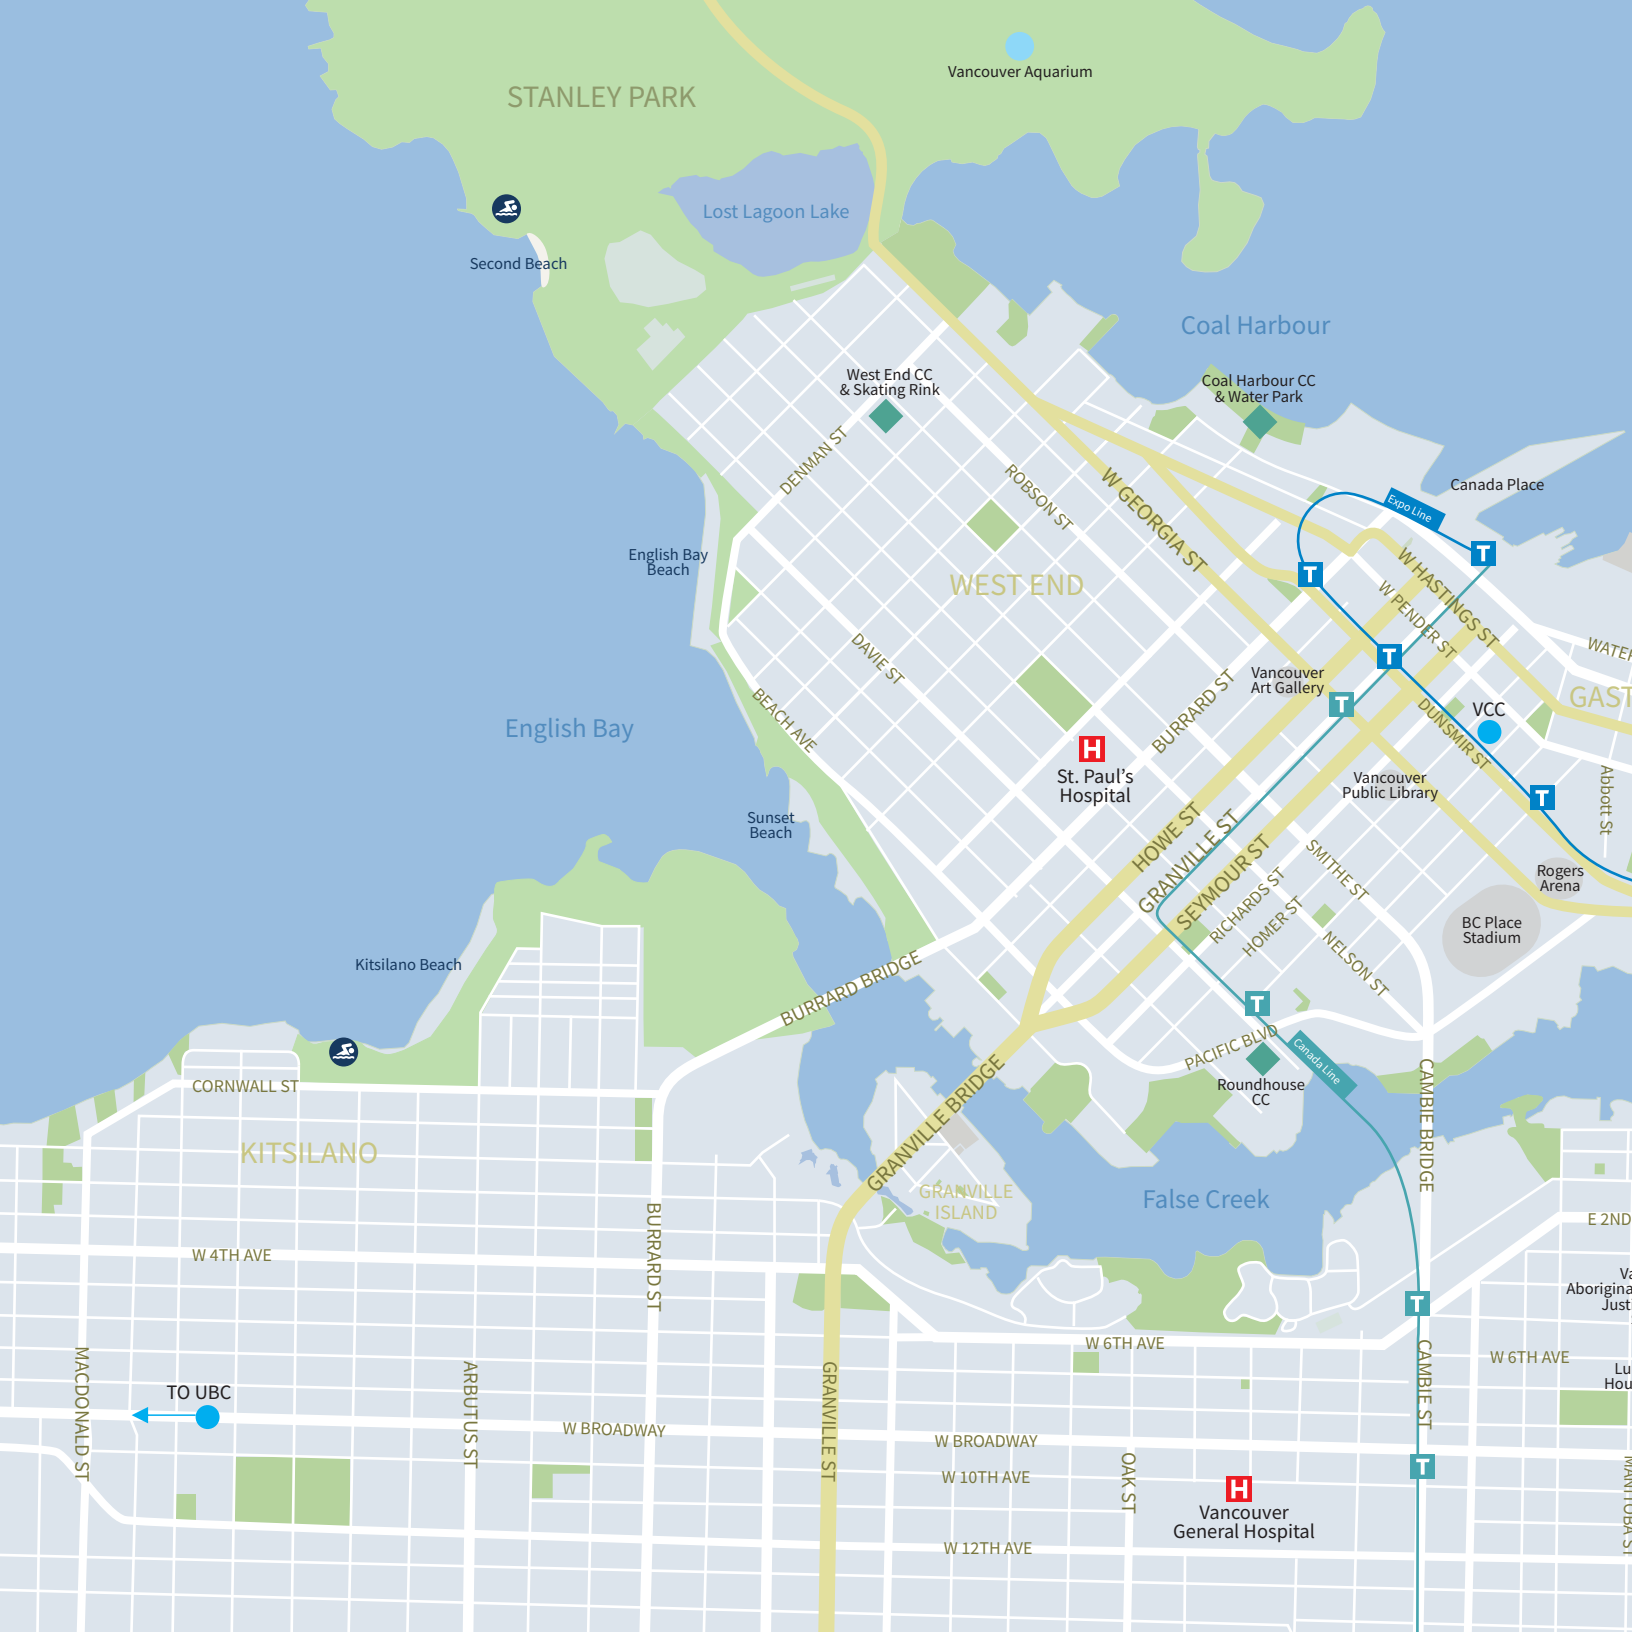 Vancouver Aquarium
STANLEY PARK
Lost Lagoon Lake
Second Beach
Coal Harbour
West End CC
& Skating Rink
Coal Harbour CC
& Water Park
DENMAN ST
ROBSON ST
W GEORGIA ST
Canada Place
Expo Line
T
T
English Bay
Beach
WEST END
W HASTINGS ST
W PENDER ST
WATER
DAVIE ST
T
Vancouver
Art Gallery
T
GAST
BEACH AVE
BURRARD ST
DUNSMIR ST
VCC
English Bay
H
St. Paul's
Hospital
Vancouver
Public Library
T
Abbott St
Sunset
Beach
HOWE ST
GRANVILLE ST
SEYMOUR ST
SMITHE ST
RICHARDS ST
HOMER ST
NELSON ST
Rogers
Arena
BC Place
Stadium
Kitsilano Beach
BURRARD BRIDGE
T
PACIFIC BLVD
Canada Line
Roundhouse
CC
CORNWALL ST
GRANVILLE BRIDGE
CAMBIE BRIDGE
KITSILANO
GRANVILLE
ISLAND
False Creek
E 2ND
W 4TH AVE
BURRARD ST
Va
Aborigina
Just
T
W 6TH AVE
W 6TH AVE
CAMBIE ST
Lu
Hou
MACDONALD ST
TO UBC
ARBUTUS ST
GRANVILLE ST
W BROADWAY
W BROADWAY
T
W 10TH AVE
OAK ST
H
Vancouver
General Hospital
MANITOBA ST
W 12TH AVE